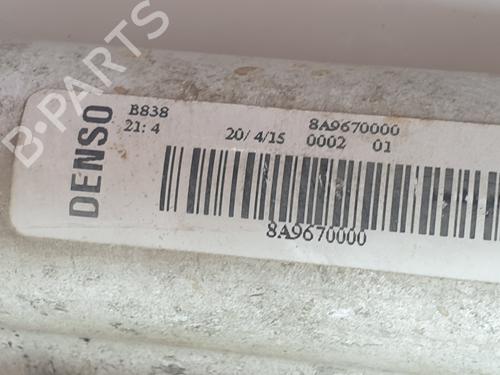 DENSO
B838
21: 4
20/ 4/15
8A9670000
0002 01
8A9670000
B-PARTS